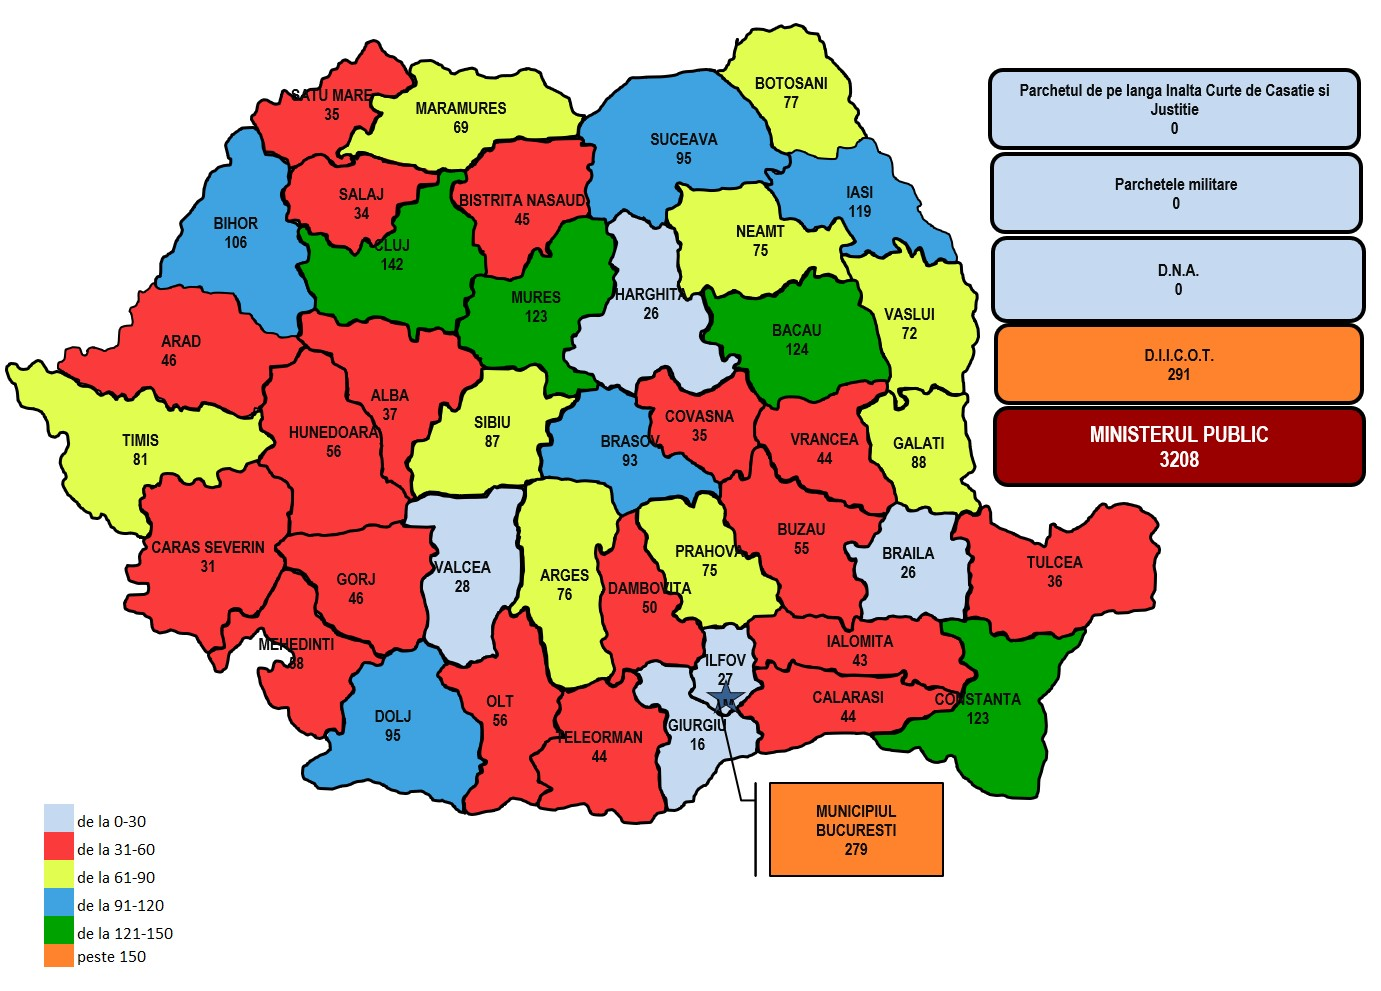 SATU MARE
35
MARAMURES
69
BOTOSANI
77
SUCEAVA
95
IASI
119
SALAJ
34
BISTRITA NASAUD
45
BIHOR
106
CLUJ
142
NEAMT
75
MURES
123
HARGHITA
26
BACAU
124
VASLUI
72
ARAD
46
ALBA
37
SIBIU
87
HUNEDOARA
56
TIMIS
81
BRASOV
93
COVASNA
35
VRANCEA
44
GALATI
88
CARAS SEVERIN
31
GORJ
46
VALCEA
28
ARGES
76
DAMBOVITA
50
PRAHOVA
75
BUZAU
55
BRAILA
26
TULCEA
36
MEHEDINTI
58
DOLJ
95
OLT
56
TELEORMAN
44
GIURGIU
16
ILFOV
27
IALOMITA
43
CALARASI
44
CONSTANTA
123
MUNICIPIUL
BUCURESTI
279
Parchetul de pe langa Inalta Curte de Casatie si
Justitie
0
Parchetele militare
0
D.N.A.
0
D.I.I.C.O.T.
291
MINISTERUL PUBLIC
3208
de la 0-30
de la 31-60
de la 61-90
de la 91-120
de la 121-150
peste 150